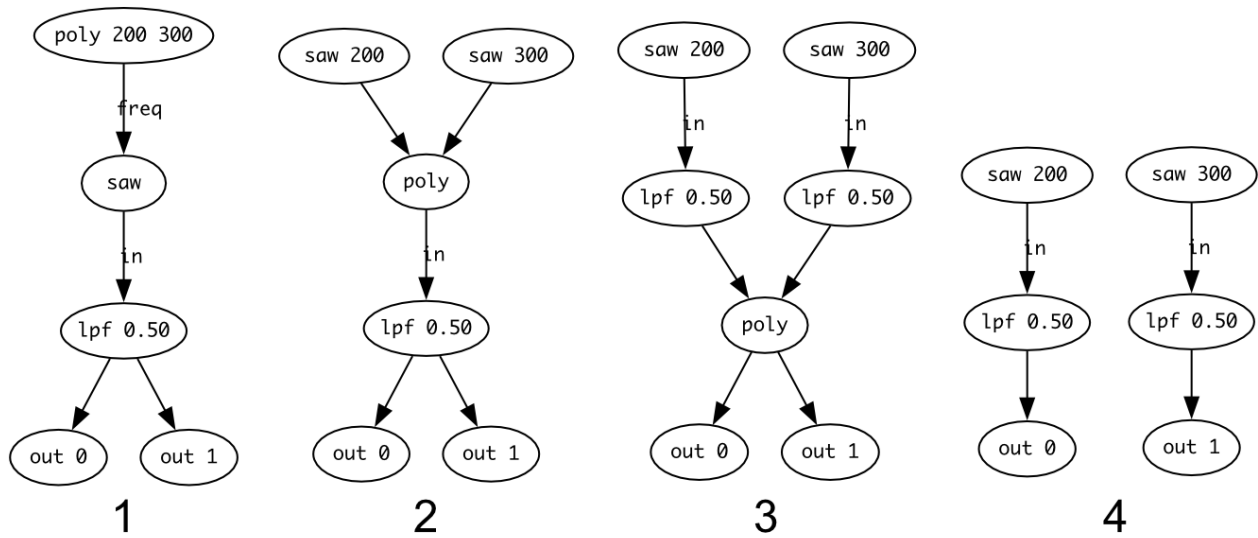 poly 200 300
freq
saw
in
lpf 0.50
out 0
out 1
1
saw 200
saw 300
poly
in
lpf 0.50
out 0
out 1
2
saw 200
saw 300
in
in
lpf 0.50
lpf 0.50
poly
out 0
out 1
3
saw 200
saw 300
in
in
lpf 0.50
lpf 0.50
out 0
out 1
4